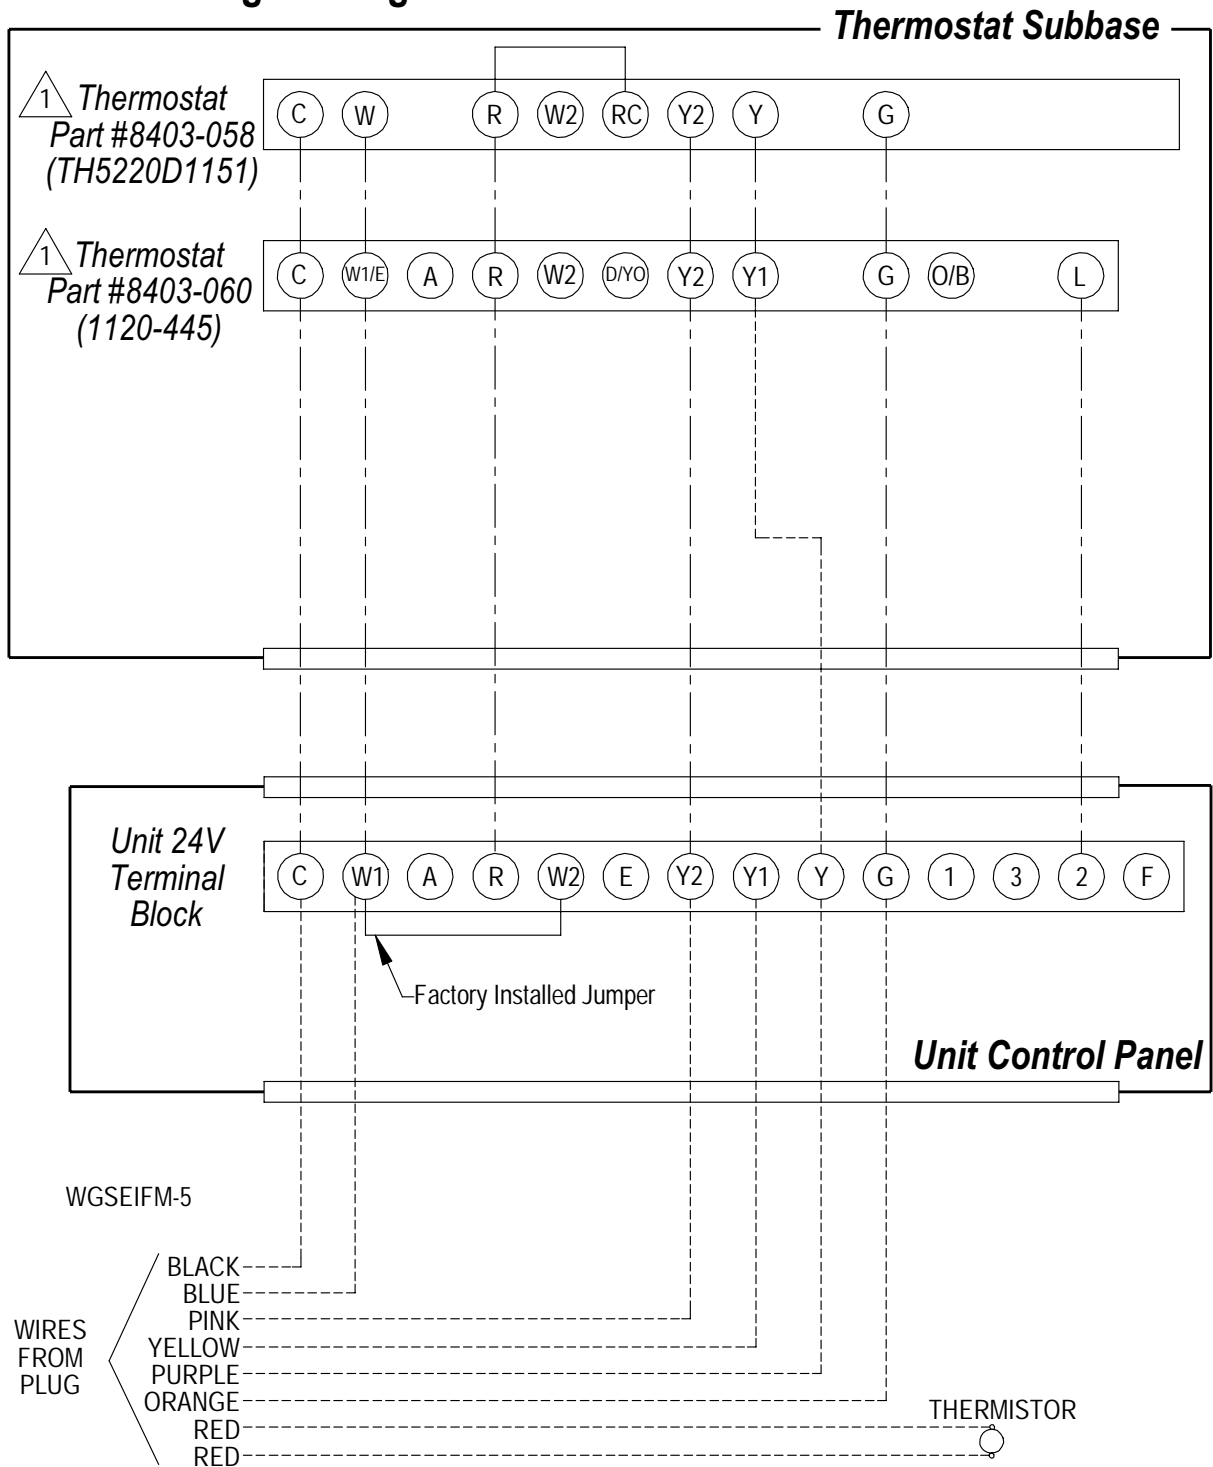 Thermostat Subbase
1 Thermostat
Part #8403-058
(TH5220D1151)
C W R W2 RC Y2 Y G
1 Thermostat
Part #8403-060
(1120-445)
C W1/E A R W2 D/YO Y2 Y1 G O/B L
Unit 24V
Terminal
Block
C W1 A R W2 E Y2 Y1 Y G 1 3 2 F
Factory Installed Jumper
Unit Control Panel
WGSEIFM-5
WIRES
FROM
PLUG
BLACK
BLUE
PINK
YELLOW
PURPLE
ORANGE
RED
RED
THERMISTOR